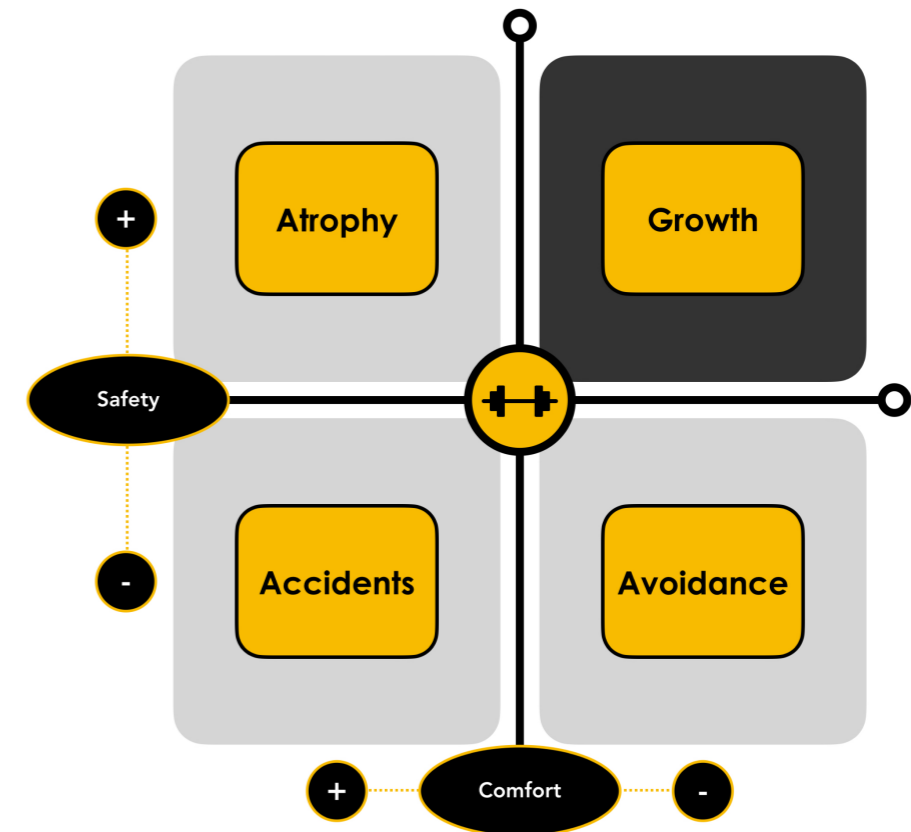 Atrophy
Growth
+
Safety
Accidents
Avoidance
-
+
Comfort
-